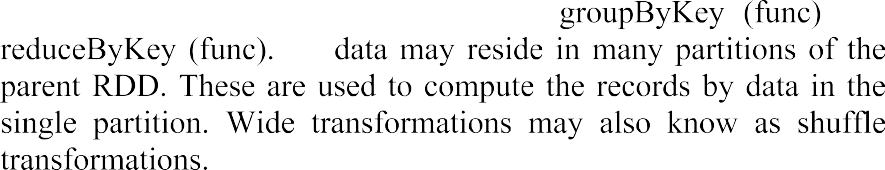 groupByKey (func)
reduceByKey (func). data may reside in many partitions of the
parent RDD. These are used to compute the records by data in the
single partition. Wide transformations may also know as shuffle
transformations.